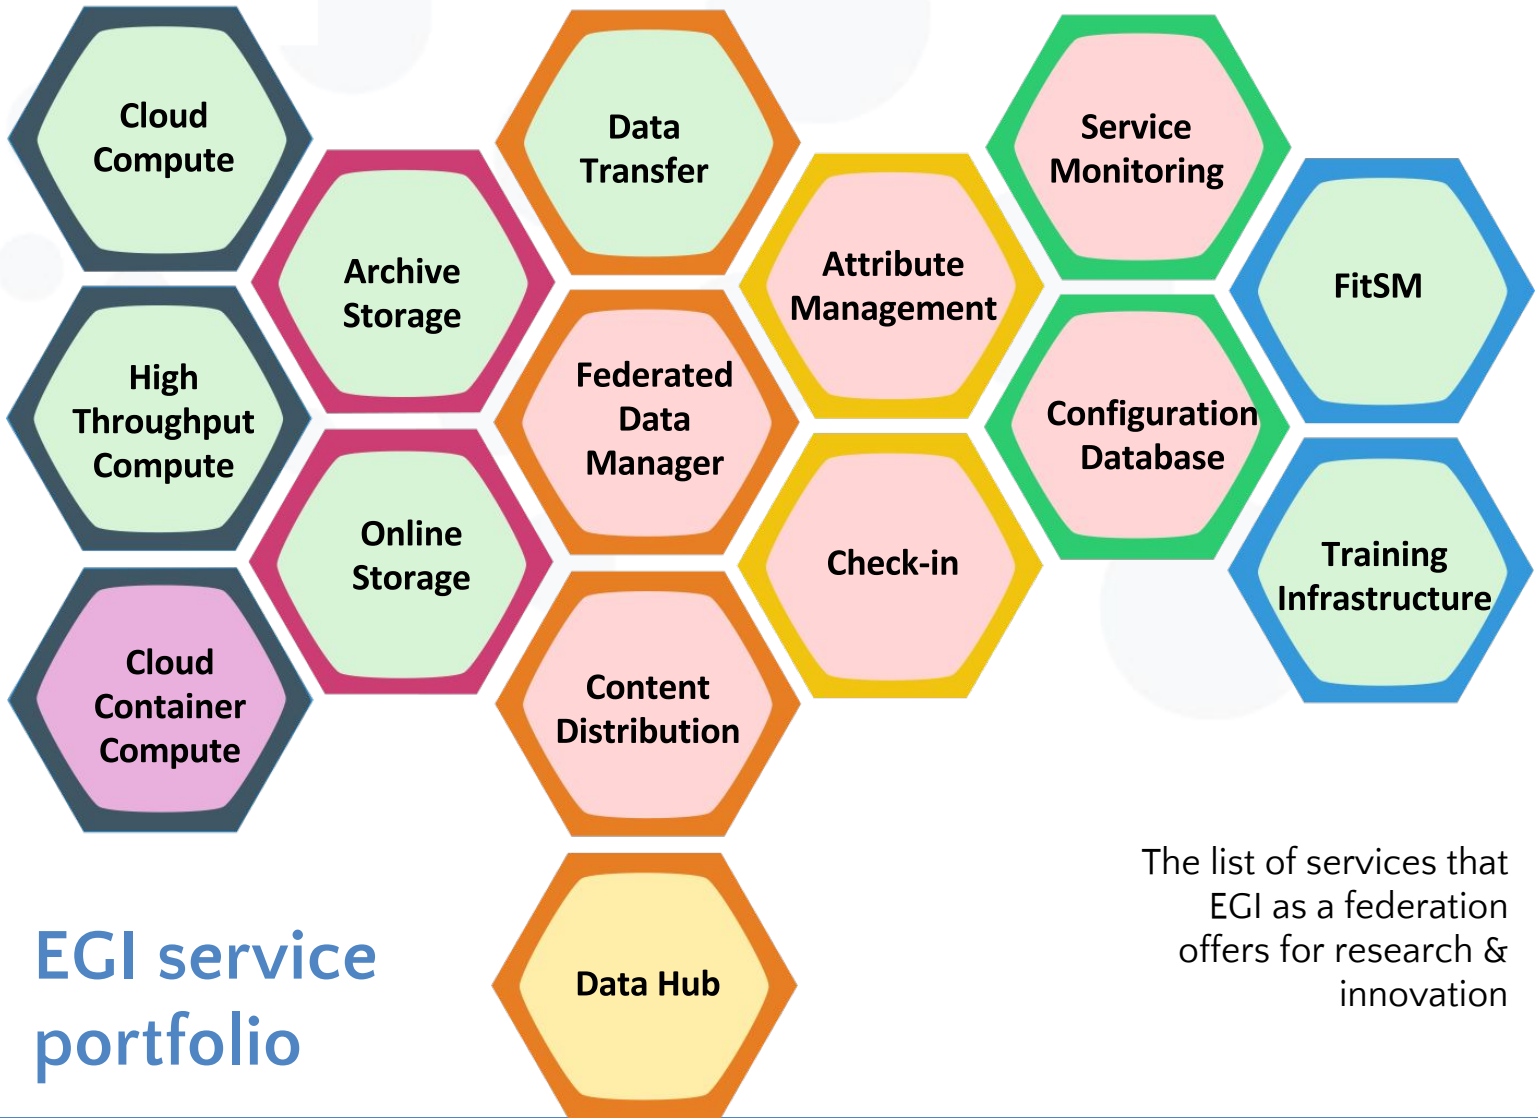 Cloud
Compute
High
Throughput
Compute
Cloud
Container
Compute
Archive
Storage
Online
Storage
Data
Transfer
Federated
Data
Manager
Content
Distribution
Data Hub
Attribute
Management
Check-in
Service
Monitoring
Configuration
Database
FitSM
Training
Infrastructure
EGI service
portfolio
The list of services that
EGI as a federation
offers for research &
innovation